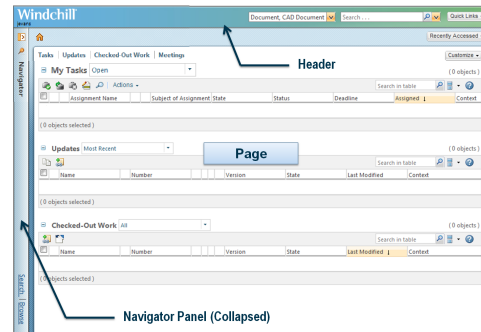 Windchill
Document, CAD Document
Search . . .
Quick Links
Recently Accessed
Navigator
Tasks Updates Checked-Out Work Meetings
Customize
Header
My Tasks Open
( 0 objects )
Actions
Search in table
Assignment Name Subject of Assignment State Status Deadline Assigned Context
( 0 objects selected )
Page
Updates Most Recent
( 0 objects )
Search in table
Name Number Version State Last Modified Context
( 0 objects selected )
Checked-Out Work All
( 0 objects )
Search in table
Name Number Version State Last Modified Context
( 0 objects selected )
Search Browse
Navigator Panel (Collapsed)